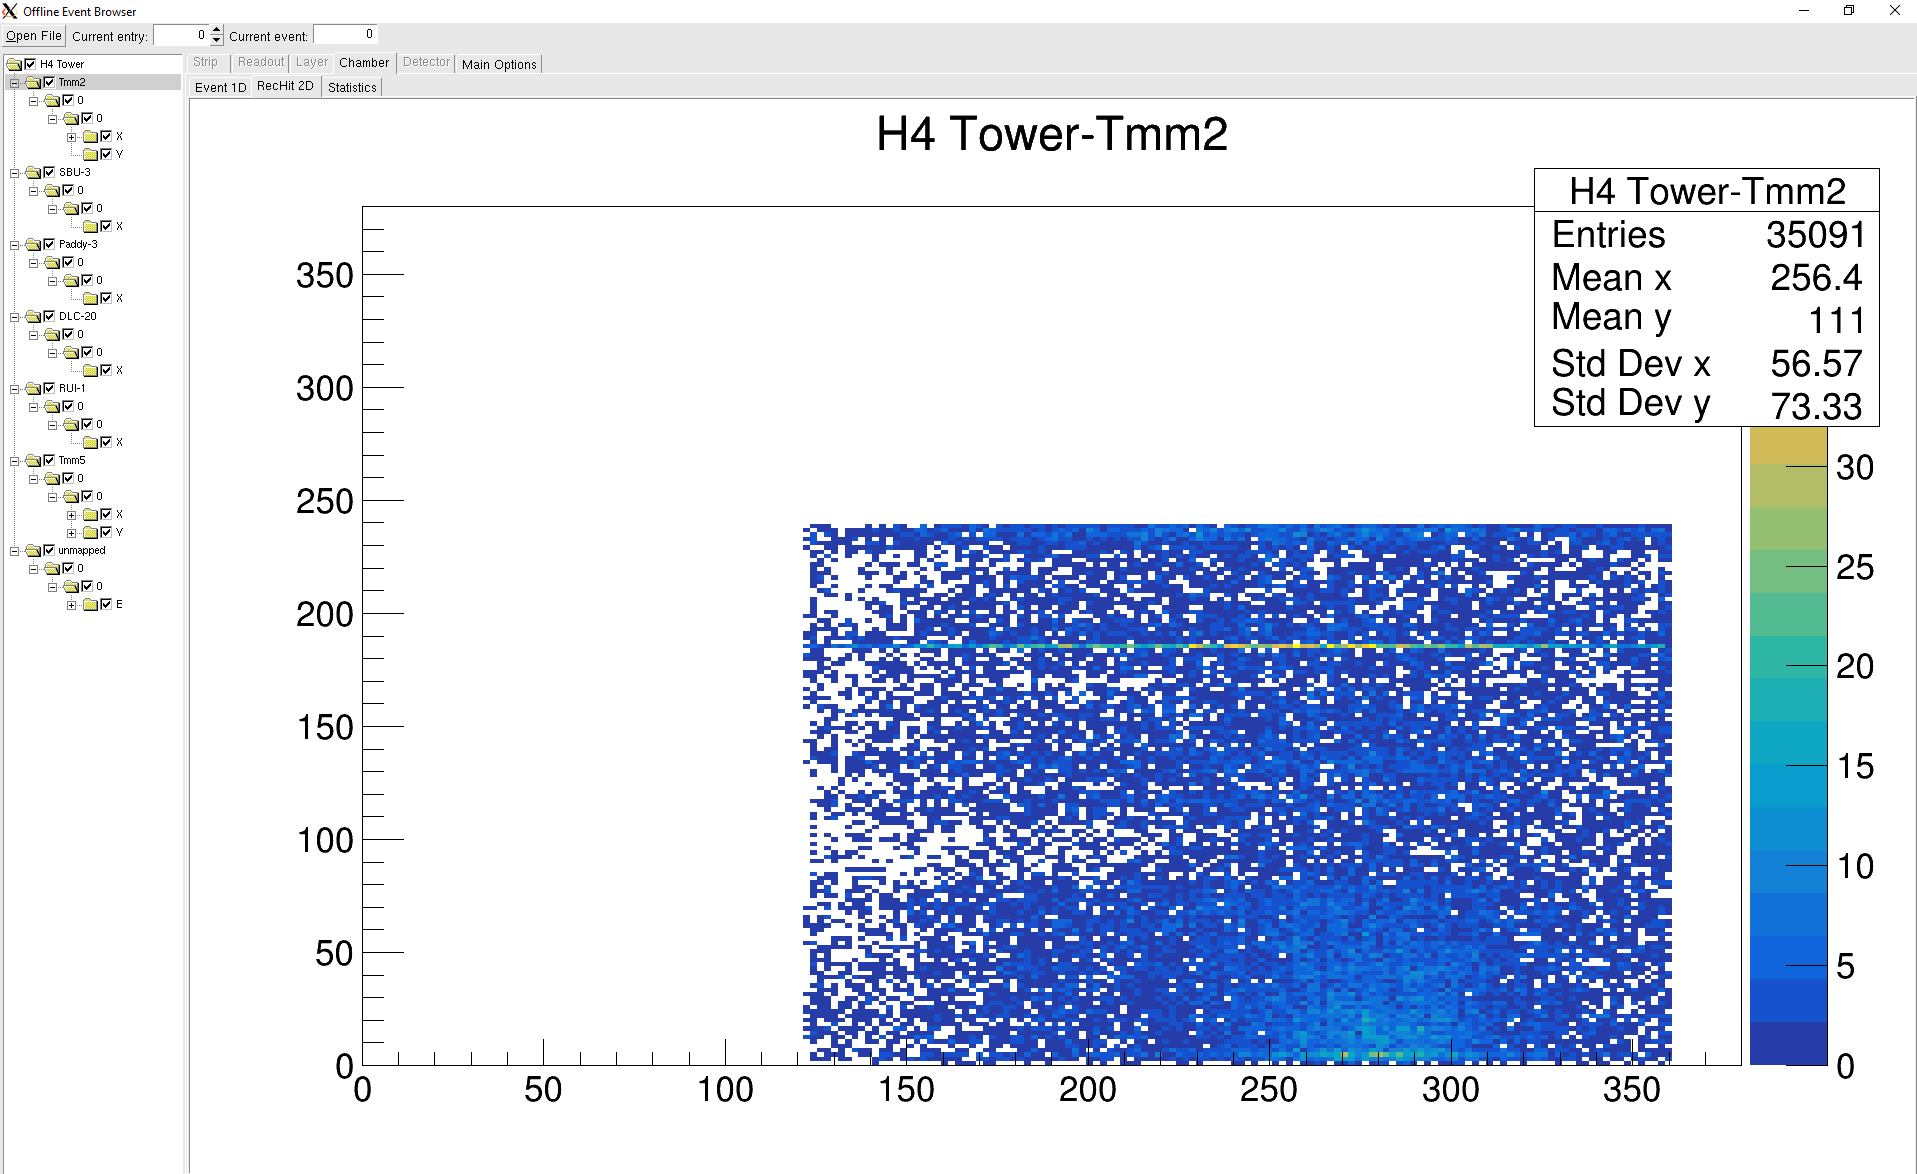 Offline Event Browser
Open File Current entry: 0 Current event: 0
H4 Tower
Tmm2
0
0
X
Y
SBU-3
0
0
X
Paddy-3
0
0
X
DLC-20
0
0
X
RUI-1
0
0
X
Tmm5
0
0
X
Y
unmapped
0
0
E
Strip Readout Layer Chamber Detector Main Options
Event 1D RecHit 2D Statistics
H4 Tower-Tmm2
H4 Tower-Tmm2
Entries 35091
Mean x 256.4
Mean y 111
Std Dev x 56.57
Std Dev y 73.33
350
300
250
200
150
100
50
0
0 50 100 150 200 250 300 350
30
25
20
15
10
5
0